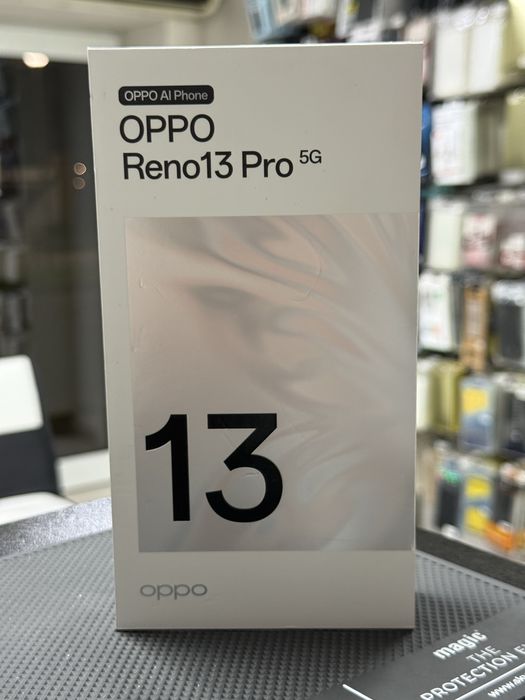 OPPO AI Phone
OPPO
Reno13 Pro 5G
13
oppo
magic
THE
PROTECTION